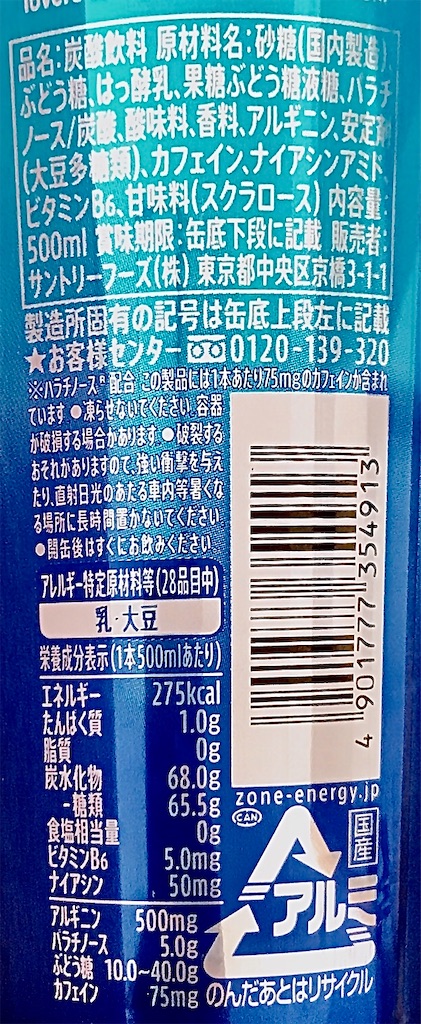 品名:炭酸飲料 原材料名:砂糖(国内製造)、
ぶどう糖、はっ酵乳、果糖ぶどう糖液糖、パラチ
ノース/炭酸、酸味料、香料、アルギニン、安定剤
(大豆多糖類)、カフェイン、ナイアシンアミド、
ビタミンB6、甘味料(スクラロース) 内容量:
500ml 賞味期限:缶底下段に記載 販売者:
サントリーフーズ(株) 東京都中央区京橋3-1-1
製造所固有の記号は缶底上段左に記載
★お客様センター 0120-139-320
※パラチノース®配合 この製品には1本あたり75mgのカフェインが含まれ
ています ●凍らせないでください。容器
が破損する場合があります ●破裂する
おそれがありますので、強い衝撃を与え
たり、直射日光のあたる車内等暑くな
る場所に長時間置かないでください
●開缶後はすぐにお飲みください
アレルギー特定原材料等(28品目中)
乳・大豆
栄養成分表示(1本500mlあたり)
エネルギー 275kcal
たんぱく質 1.0g
脂質 0g
炭水化物 68.0g
-糖類 65.5g
食塩相当量 0g
ビタミンB6 5.0mg
ナイアシン 50mg
アルギニン 500mg
パラチノース 5.0g
ぶどう糖 10.0~40.0g
カフェイン 75mg
4 901777 354913
zone-energy.jp
CAN
国産
アルミ
のんだあとはリサイクル